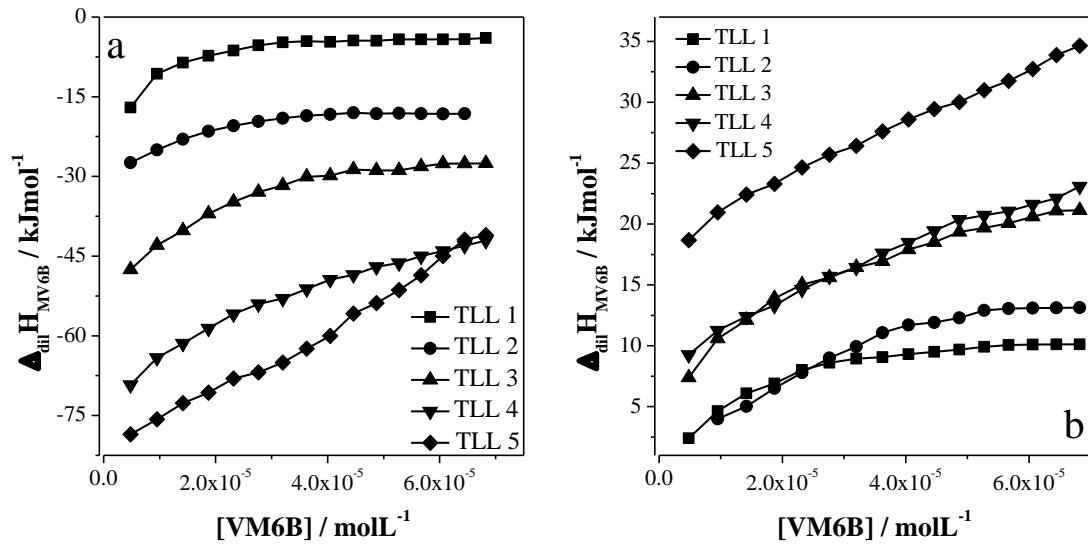 a
0
-15
-30
-45
-60
-75
Δdil H MV6B / kJmol-1
TLL 1
TLL 2
TLL 3
TLL 4
TLL 5
0.0
2.0x10-5
4.0x10-5
6.0x10-5
[VM6B] / molL-1
TLL 1
TLL 2
TLL 3
TLL 4
TLL 5
35
30
25
20
15
10
5
Δdil H MV6B / kJmol-1
b
0.0
2.0x10-5
4.0x10-5
6.0x10-5
[VM6B] / molL-1